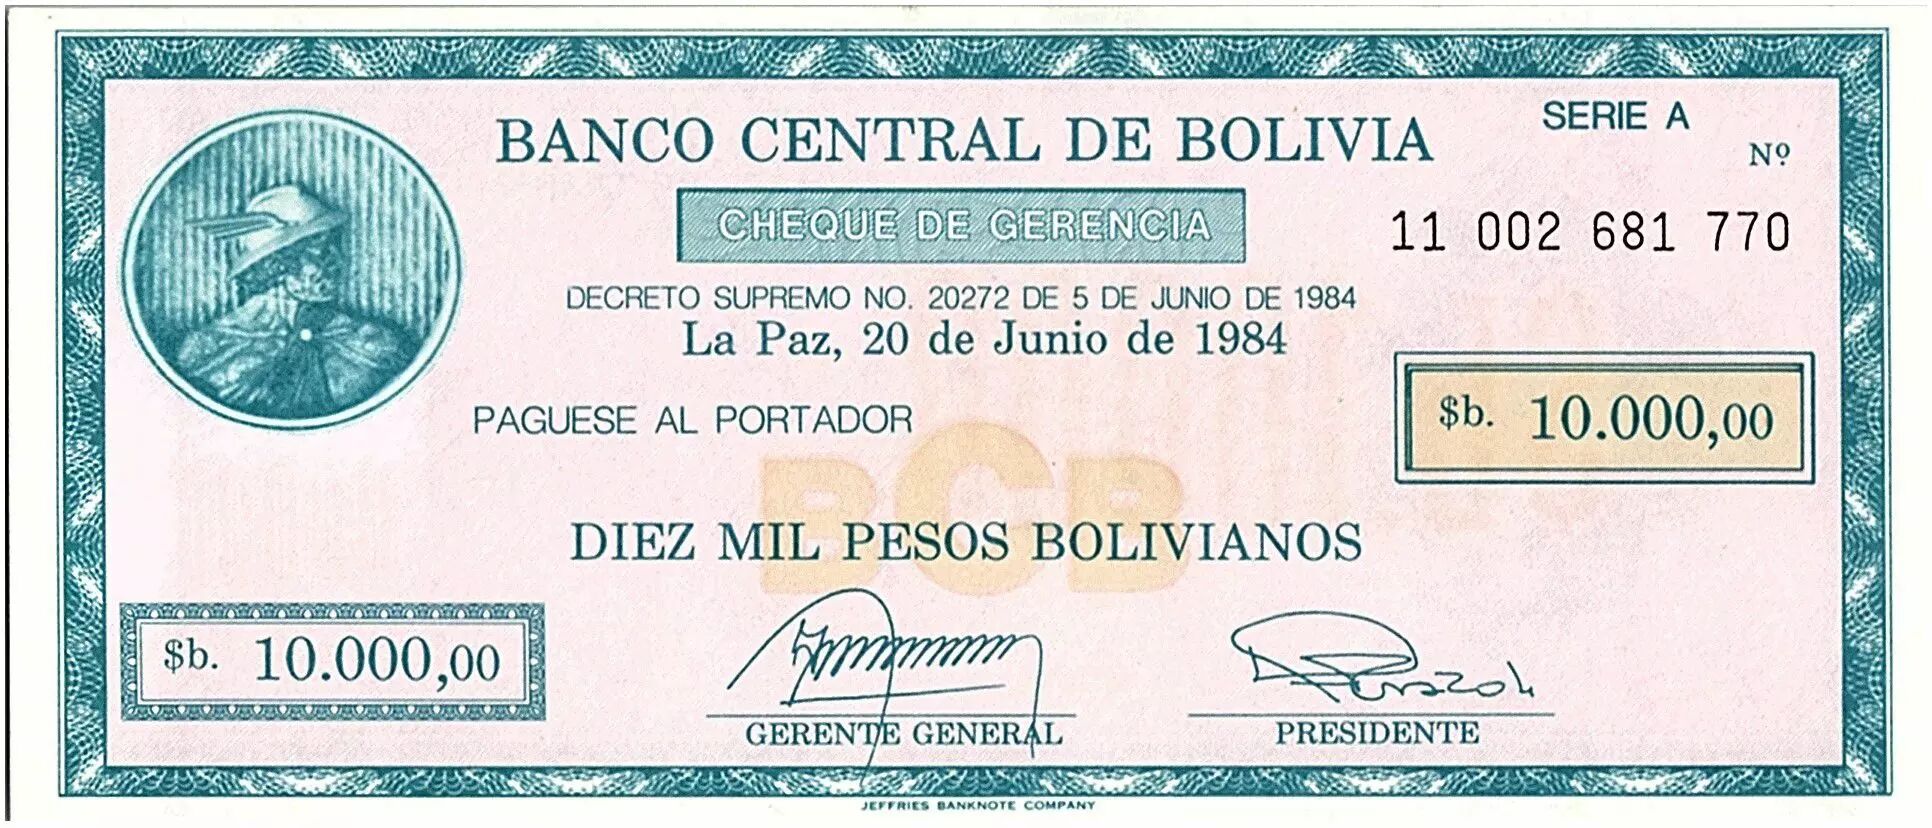 BANCO CENTRAL DE BOLIVIA
SERIE A
Nº
CHEQUE DE GERENCIA
11 002 681 770
DECRETO SUPREMO NO. 20272 DE 5 DE JUNIO DE 1984
La Paz, 20 de Junio de 1984
PAGUESE AL PORTADOR
$b. 10.000,00
BCB
DIEZ MIL PESOS BOLIVIANOS
$b. 10.000,00
GERENTE GENERAL
PRESIDENTE
JEFFRIES BANKNOTE COMPANY